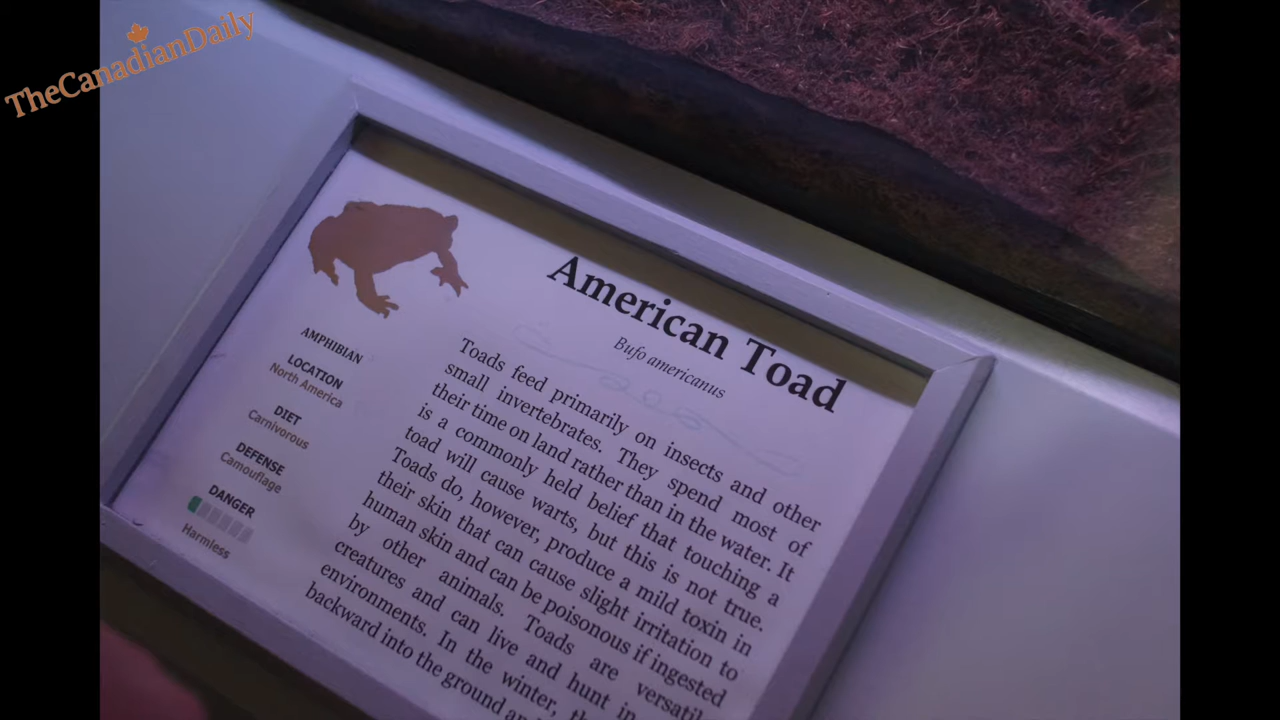 TheCanadianDaily
American Toad
Bufo americanus
AMPHIBIAN
LOCATION
North America
DIET
Carnivorous
DEFENSE
Camouflage
DANGER
Harmless
Toads feed primarily on insects and other
small invertebrates. They spend most of
their time on land rather than in the water. It
is a commonly held belief that touching a
toad will cause warts, but this is not true.
Toads do, however, produce a mild toxin in
their skin that can cause slight irritation to
human skin and can be poisonous if ingested
by other animals. Toads are
creatures and can live and hunt in
environments. In the winter,
backward into the ground